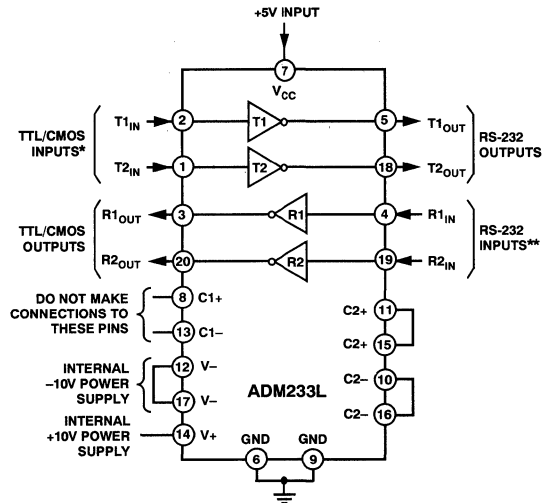 +5V INPUT
7
VCC
TTL/CMOS
INPUTS*
T1IN
2
T1
5
T1OUT
T2IN
1
T2
18
T2OUT
RS-232
OUTPUTS
TTL/CMOS
OUTPUTS
R1OUT
3
R1
4
R1IN
R2OUT
20
R2
19
R2IN
RS-232
INPUTS**
DO NOT MAKE
CONNECTIONS TO
THESE PINS
8
C1+
13
C1–
C2+
11
C2+
15
INTERNAL
–10V POWER
SUPPLY
12
V–
17
V–
C2–
10
C2–
16
ADM233L
INTERNAL
+10V POWER
SUPPLY
14
V+
GND
GND
6
9